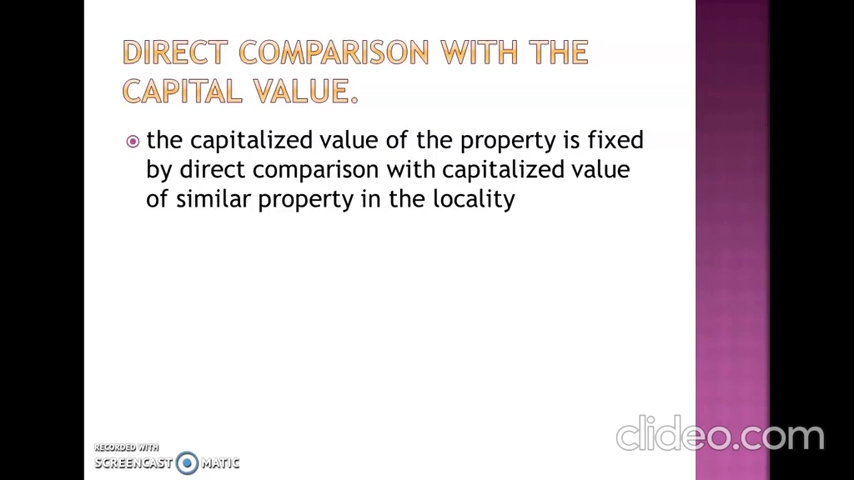 DIRECT COMPARISON WITH THE
CAPITAL VALUE.
the capitalized value of the property is fixed
by direct comparison with capitalized value
of similar property in the locality
RECORDED WITH
SCREENCAST MATIC
clideo.com